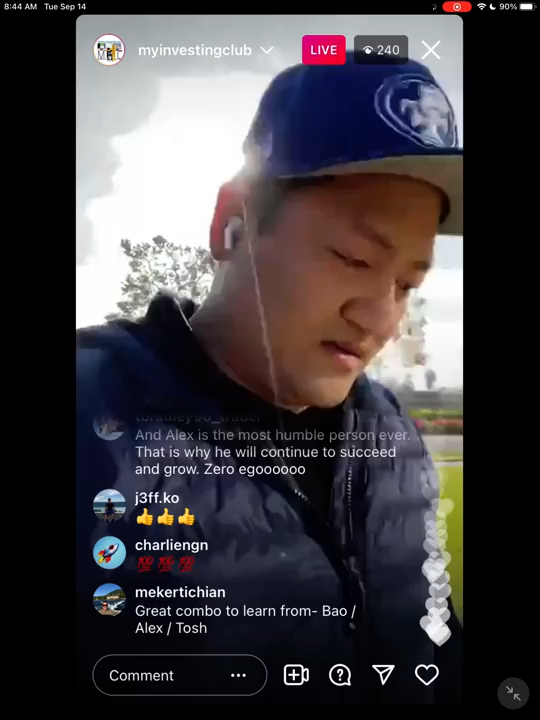 8:44 AM Tue Sep 14
90%
myinvestingclub
LIVE
240
And Alex is the most humble person ever.
That is why he will continue to succeed
and grow. Zero egoooooo
j3ff.ko
👍👍👍
charliengn
💯💯💯
mekertichian
Great combo to learn from- Bao /
Alex / Tosh
Comment